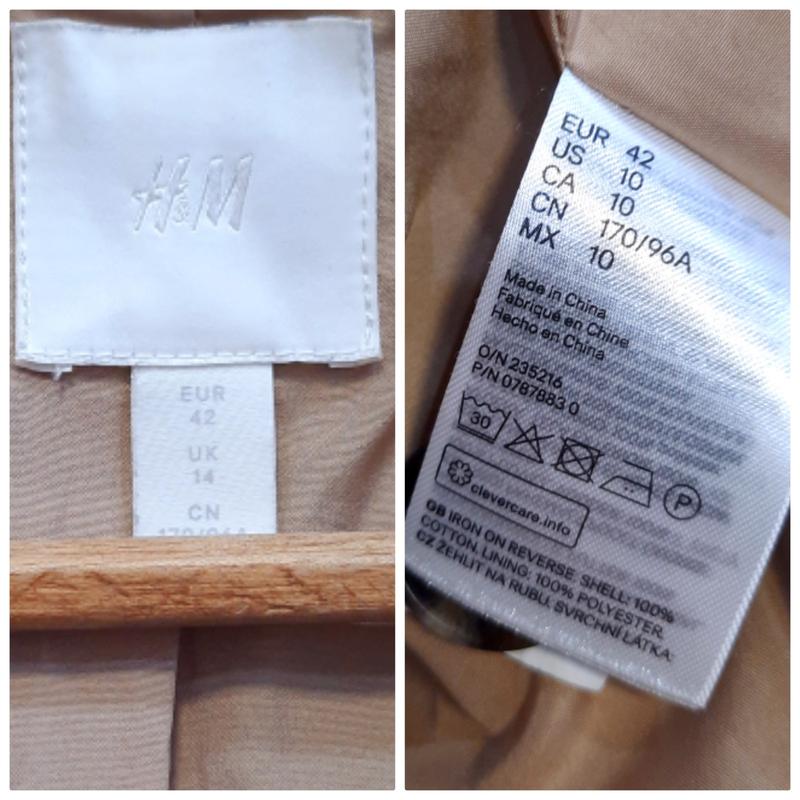 H&M
EUR
42
UK
14
CN
170/96A
EUR 42
US 10
CA 10
CN 170/96A
MX 10
Made in China
Fabriqué en Chine
Hecho en China
O/N 235216
P/N 0787883 0
30
P
clevercare.info
GB IRON ON REVERSE. SHELL: 100%
COTTON. LINING: 100% POLYESTER.
CZ ŽEHLIT NA RUBU. SVRCHNÍ LÁTKA: